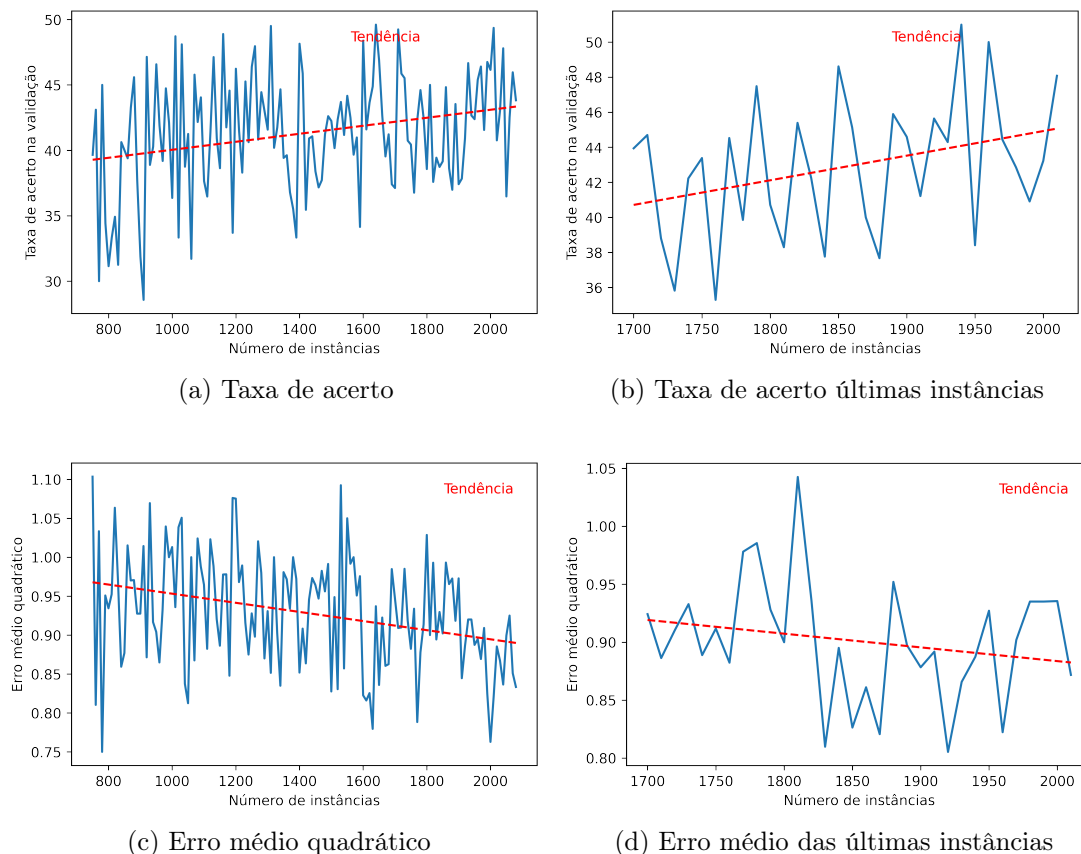 50
45
40
35
30
Taxa de acerto na validação
Tendência
800 1000 1200 1400 1600 1800 2000
Número de instâncias
(a) Taxa de acerto
50
48
46
44
42
40
38
36
Taxa de acerto na validação
Tendência
1700 1750 1800 1850 1900 1950 2000
Número de instâncias
(b) Taxa de acerto últimas instâncias
1.10
1.05
1.00
0.95
0.90
0.85
0.80
0.75
Erro médio quadrático
Tendência
800 1000 1200 1400 1600 1800 2000
Número de instâncias
(c) Erro médio quadrático
1.05
1.00
0.95
0.90
0.85
0.80
Erro médio quadrático
Tendência
1700 1750 1800 1850 1900 1950 2000
Número de instâncias
(d) Erro médio das últimas instâncias